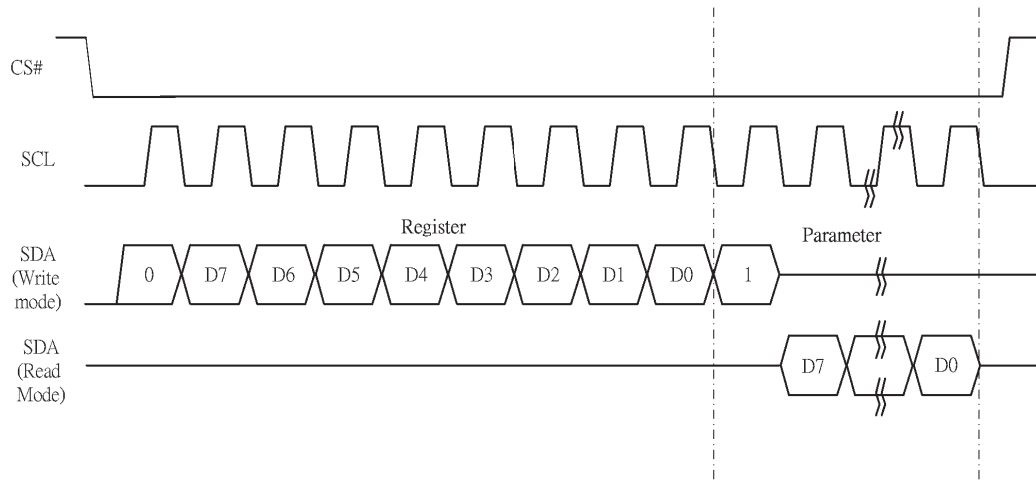 CS#
SCL
Register
Parameter
SDA
(Write
mode)
0 D7 D6 D5 D4 D3 D2 D1 D0 1
SDA
(Read
Mode)
D7 D0